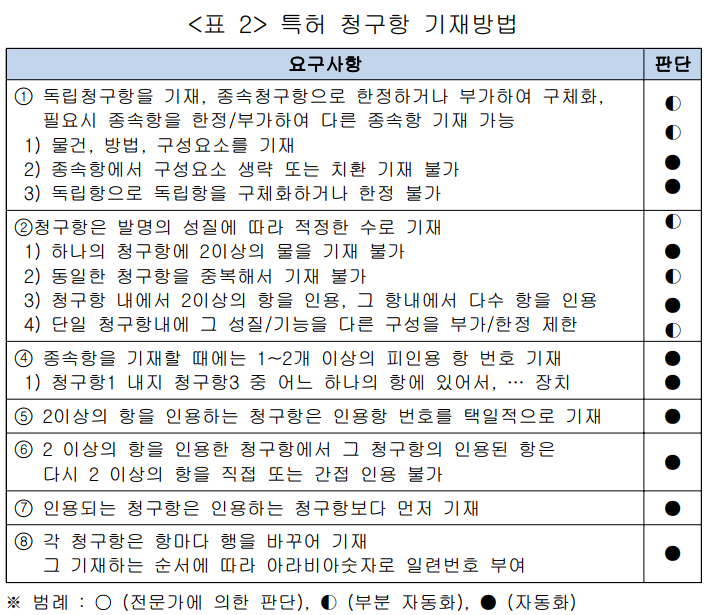 <표 2> 특허 청구항 기재방법
요구사항 판단
① 독립청구항을 기재, 종속청구항으로 한정하거나 부가하여 구체화, ◐
필요시 종속항을 한정/부가하여 다른 종속항 기재 가능 ◐
1) 물건, 방법, 구성요소를 기재
2) 종속항에서 구성요소 생략 또는 치환 기재 불가 ●
3) 독립항으로 독립항을 구체화하거나 한정 불가 ●
②청구항은 발명의 성질에 따라 적정한 수로 기재 ◐
1) 하나의 청구항에 2이상의 물을 기재 불가 ●
2) 동일한 청구항을 중복해서 기재 불가 ◐
3) 청구항 내에서 2이상의 항을 인용, 그 항내에서 다수 항을 인용 ●
4) 단일 청구항내에 그 성질/기능을 다른 구성을 부가/한정 제한 ◐
④ 종속항을 기재할 때에는 1~2개 이상의 피인용 항 번호 기재 ●
1) 청구항1 내지 청구항3 중 어느 하나의 항에 있어서, … 장치 ●
⑤ 2이상의 항을 인용하는 청구항은 인용항 번호를 택일적으로 기재 ●
⑥ 2 이상의 항을 인용한 청구항에서 그 청구항의 인용된 항은 ●
다시 2 이상의 항을 직접 또는 간접 인용 불가
⑦ 인용되는 청구항은 인용하는 청구항보다 먼저 기재 ●
⑧ 각 청구항은 항마다 행을 바꾸어 기재 ●
그 기재하는 순서에 따라 아라비아숫자로 일련번호 부여
※ 범례 : ○ (전문가에 의한 판단), ◐ (부분 자동화), ● (자동화)